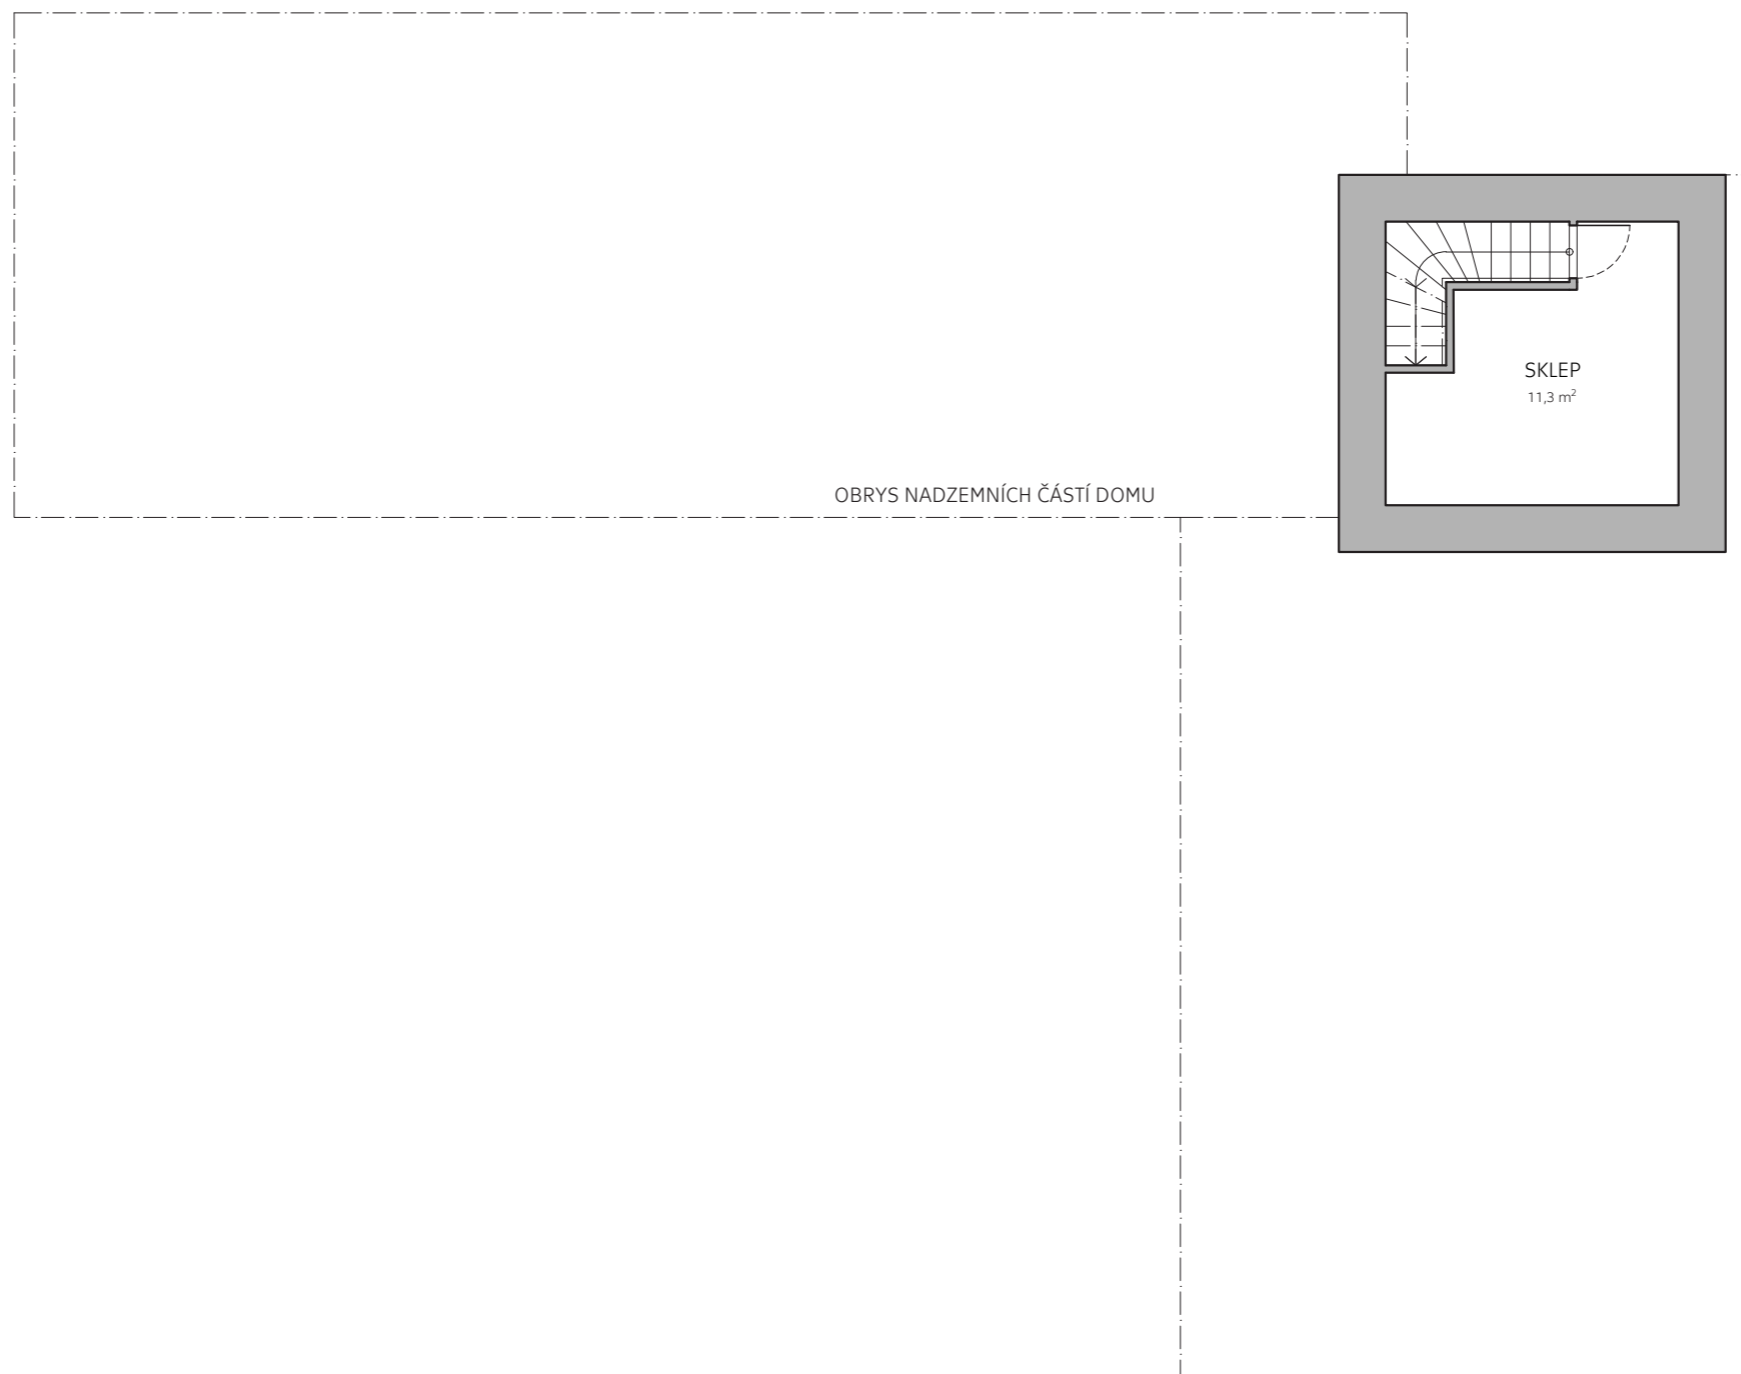 SKLEP
11,3 m²
OBRYS NADZEMNÍCH ČÁSTÍ DOMU